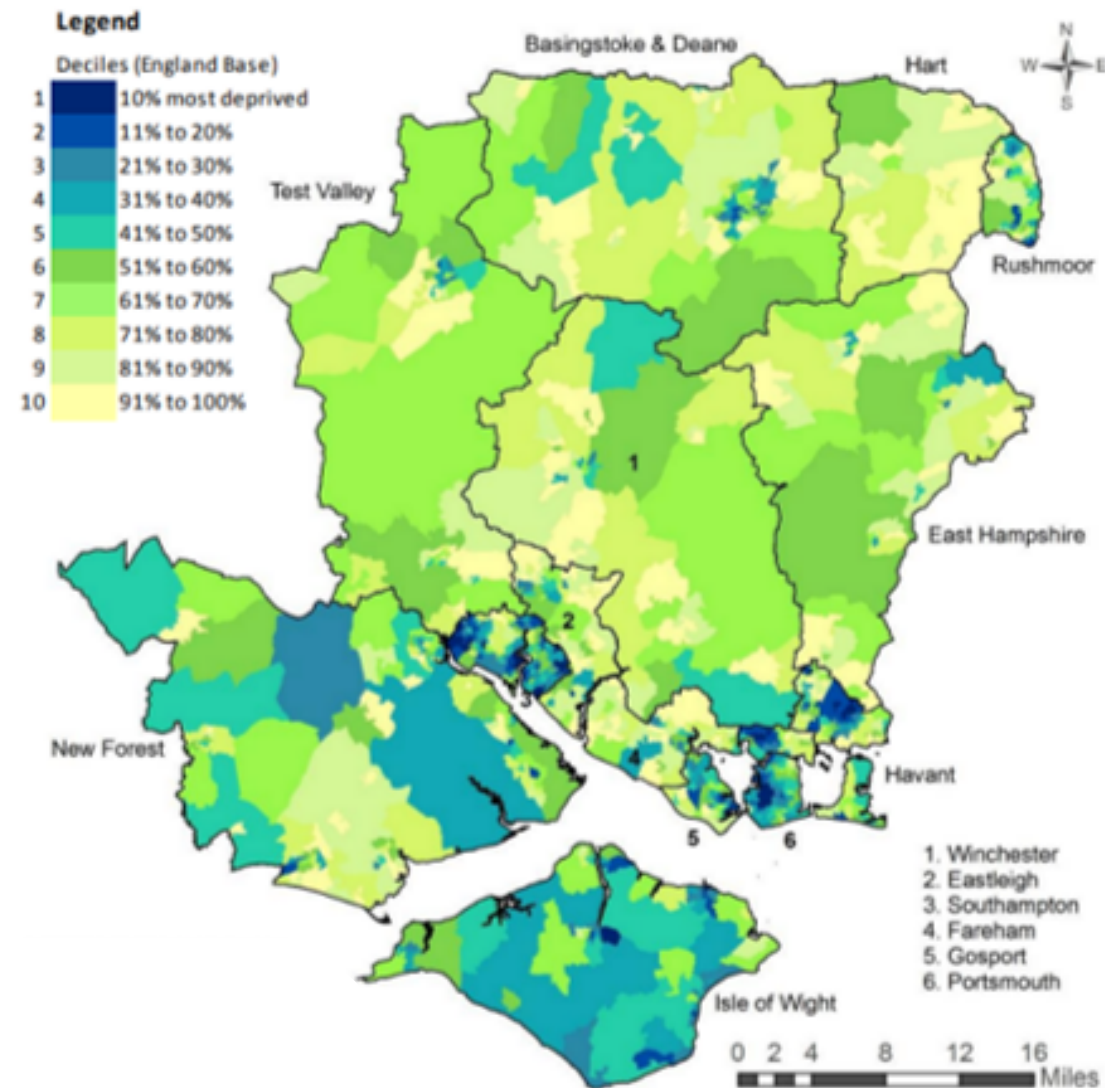 Legend
Deciles (England Base)
1 10% most deprived
2 11% to 20%
3 21% to 30%
4 31% to 40%
5 41% to 50%
6 51% to 60%
7 61% to 70%
8 71% to 80%
9 81% to 90%
10 91% to 100%
Basingstoke & Deane
Hart
N
W E
S
Test Valley
Rushmoor
1
East Hampshire
2
3
New Forest
4
Havant
5
6
1. Winchester
2. Eastleigh
3. Southampton
4. Fareham
5. Gosport
6. Portsmouth
Isle of Wight
0 2 4 8 12 16
Miles